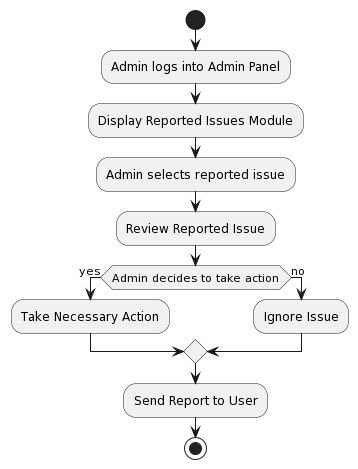 Admin logs into Admin Panel
Display Reported Issues Module
Admin selects reported issue
Review Reported Issue
yes
Admin decides to take action
no
Take Necessary Action
Ignore Issue
Send Report to User